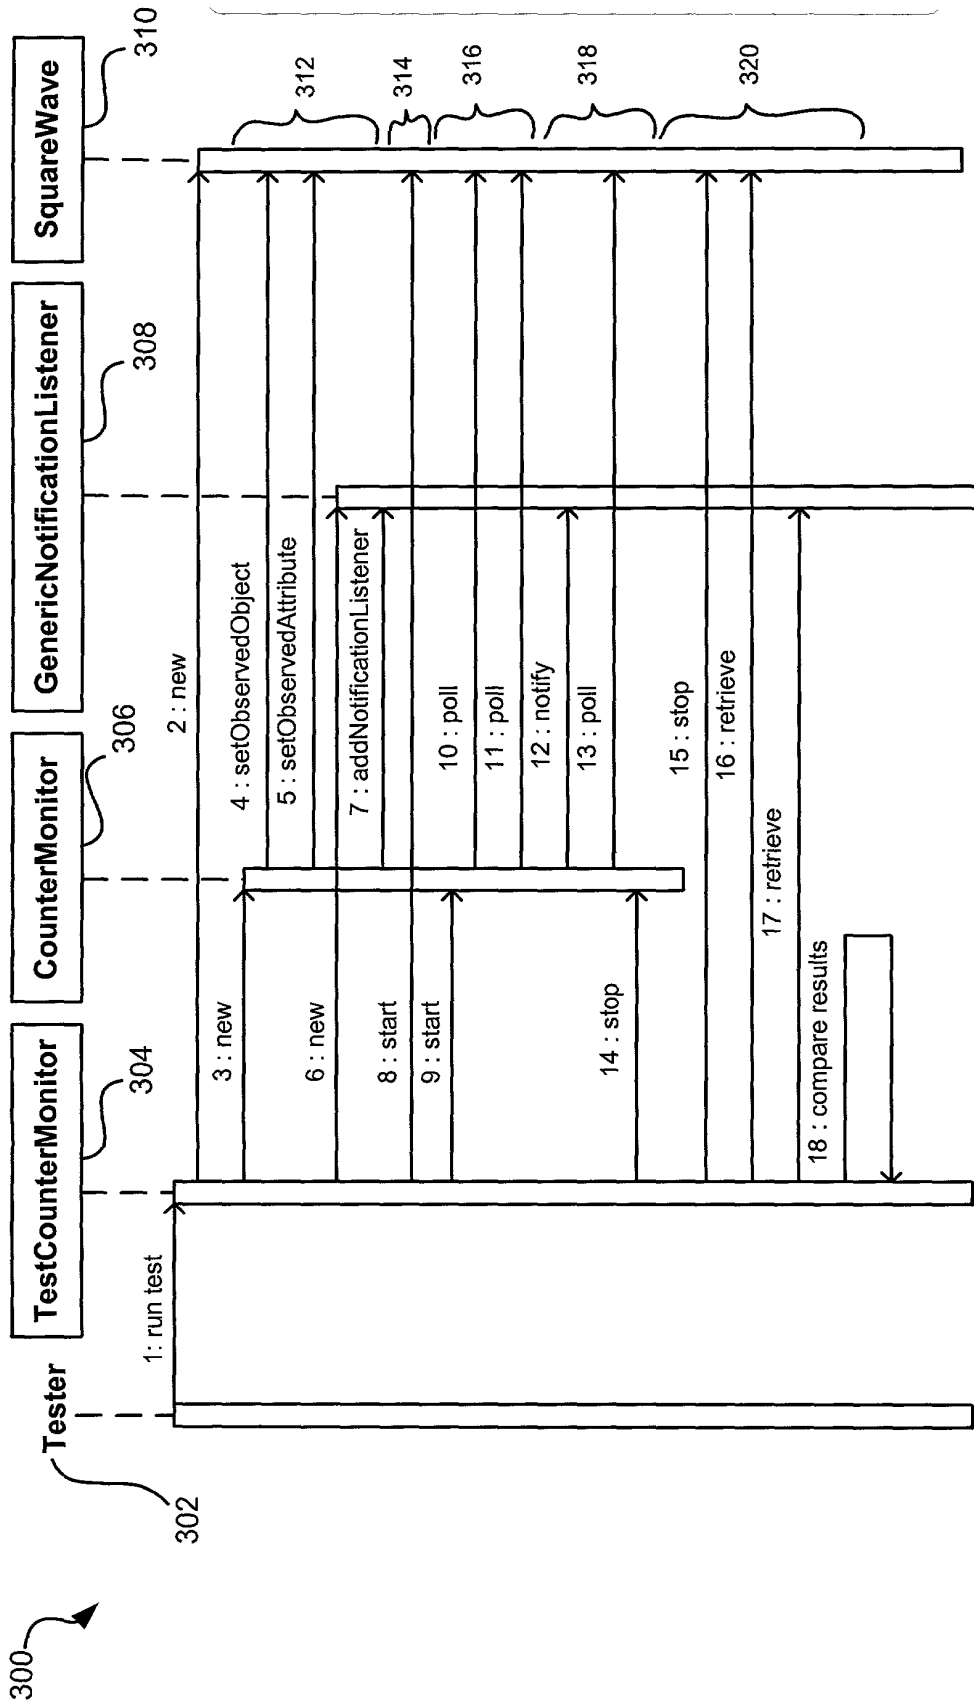 300
302
Tester
TestCounterMonitor
304
CounterMonitor
306
GenericNotificationListener
308
SquareWave
310
1: run test
2 : new
3 : new
4 : setObservedObject
5 : setObservedAttribute
6 : new
7 : addNotificationListener
8 : start
9 : start
10 : poll
11 : poll
12 : notify
13 : poll
14 : stop
15 : stop
16 : retrieve
17 : retrieve
18 : compare results
312
314
316
318
320